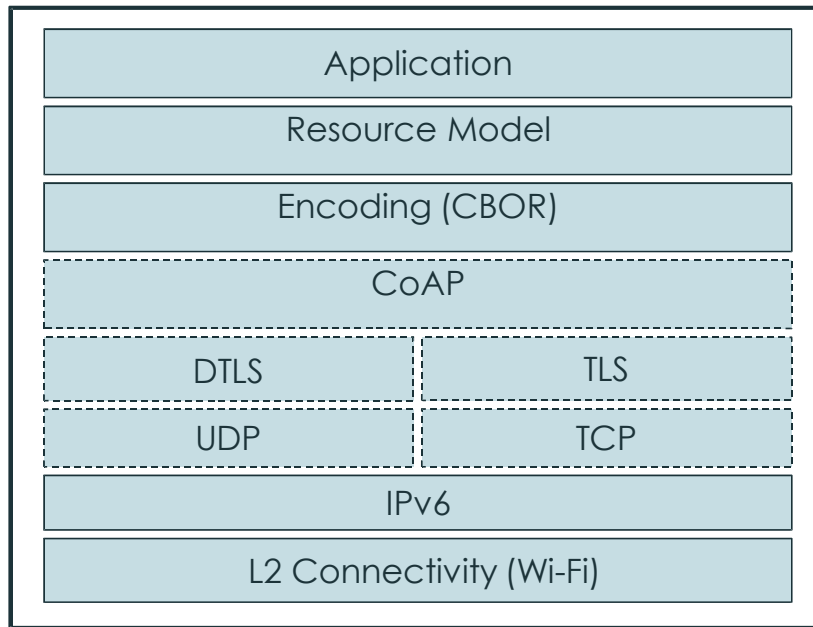 Application
Resource Model
Encoding (CBOR)
CoAP
DTLS
TLS
UDP
TCP
IPv6
L2 Connectivity (Wi-Fi)